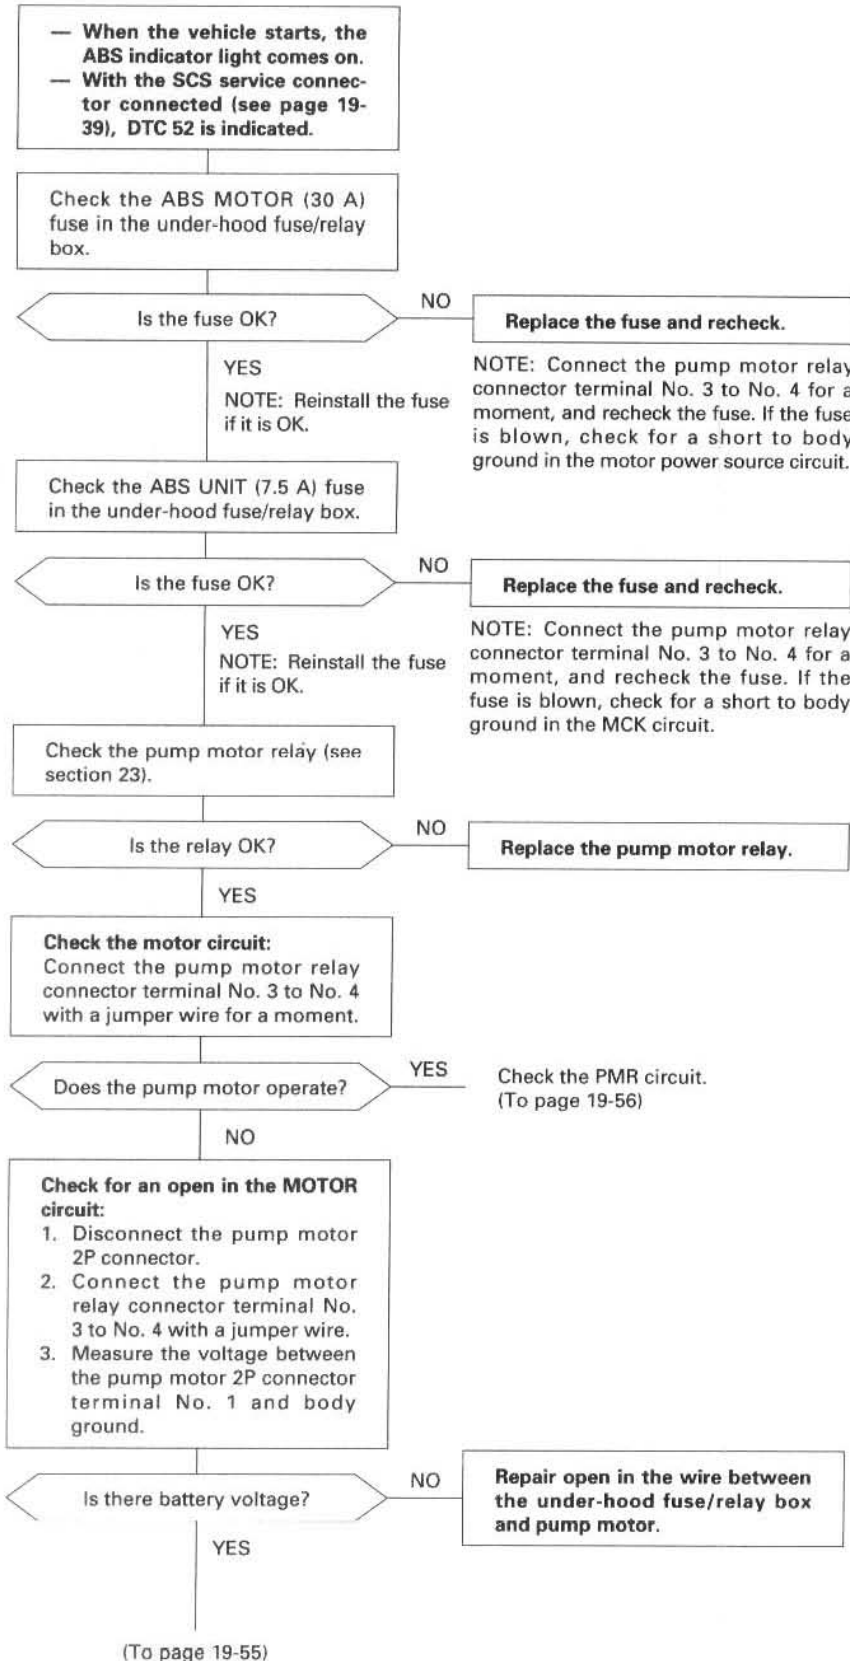 — When the vehicle starts, the
ABS indicator light comes on.
— With the SCS service connec-
tor connected (see page 19-
39), DTC 52 is indicated.
Check the ABS MOTOR (30 A)
fuse in the under-hood fuse/relay
box.
Is the fuse OK?
NO
Replace the fuse and recheck.
NOTE: Connect the pump motor relay
connector terminal No. 3 to No. 4 for a
moment, and recheck the fuse. If the fuse
is blown, check for a short to body
ground in the motor power source circuit.
YES
NOTE: Reinstall the fuse
if it is OK.
Check the ABS UNIT (7.5 A) fuse
in the under-hood fuse/relay box.
Is the fuse OK?
NO
Replace the fuse and recheck.
NOTE: Connect the pump motor relay
connector terminal No. 3 to No. 4 for a
moment, and recheck the fuse. If the
fuse is blown, check for a short to body
ground in the MCK circuit.
YES
NOTE: Reinstall the fuse
if it is OK.
Check the pump motor relay (see
section 23).
Is the relay OK?
NO
Replace the pump motor relay.
YES
Check the motor circuit:
Connect the pump motor relay
connector terminal No. 3 to No. 4
with a jumper wire for a moment.
Does the pump motor operate?
YES
Check the PMR circuit.
(To page 19-56)
NO
Check for an open in the MOTOR
circuit:
1. Disconnect the pump motor
2P connector.
2. Connect the pump motor
relay connector terminal No.
3 to No. 4 with a jumper wire.
3. Measure the voltage between
the pump motor 2P connector
terminal No. 1 and body
ground.
Is there battery voltage?
NO
Repair open in the wire between
the under-hood fuse/relay box
and pump motor.
YES
(To page 19-55)